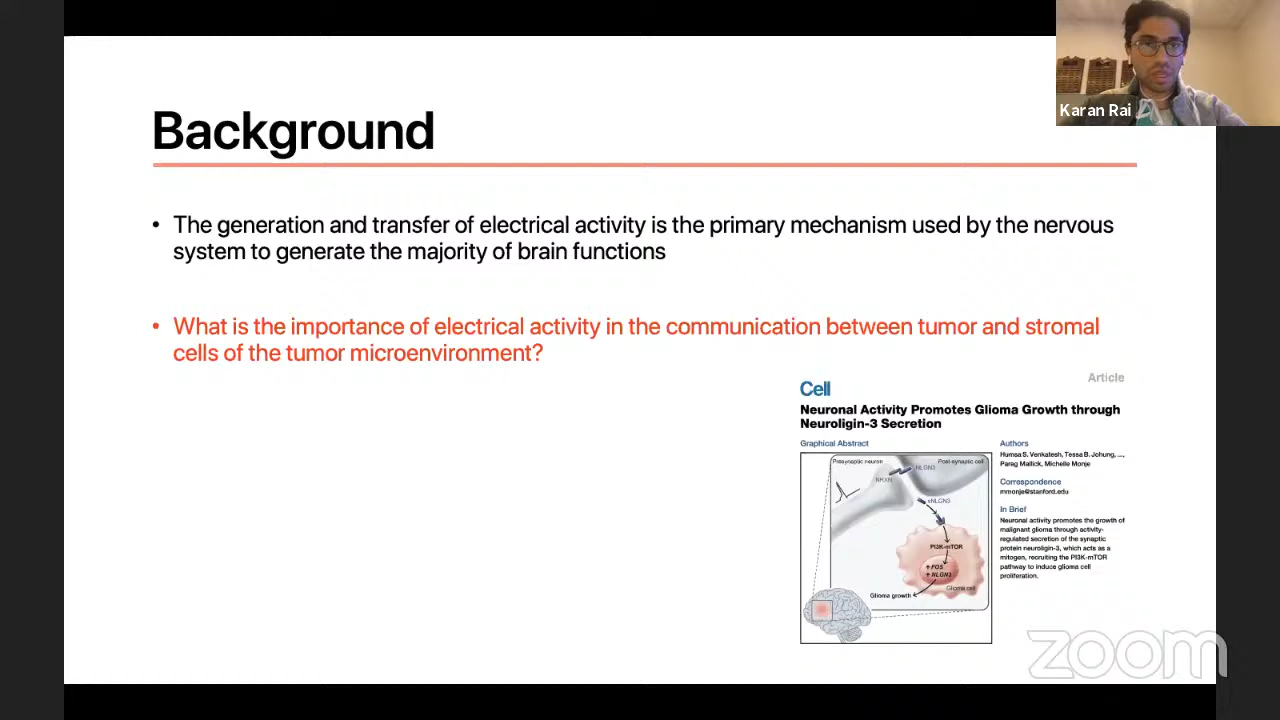 Karan Rai
Background
• The generation and transfer of electrical activity is the primary mechanism used by the nervous
system to generate the majority of brain functions
• What is the importance of electrical activity in the communication between tumor and stromal
cells of the tumor microenvironment?
Article
Cell
Neuronal Activity Promotes Glioma Growth through
Neuroligin-3 Secretion
Graphical Abstract
Presynaptic neuron
Post-synaptic cell
NLGN3
NRXN
sNLGN3
PI3K-mTOR
↑ FOS
↑ NLGN3
Glioma cell
Glioma growth
Authors
Humsa S. Venkatesh, Tessa B. Johung, ...,
Parag Mallick, Michelle Monje
Correspondence
mmonje@stanford.edu
In Brief
Neuronal activity promotes the growth of
malignant glioma through activity-
regulated secretion of the synaptic
protein neuroligin-3, which acts as a
mitogen, recruiting the PI3K-mTOR
pathway to induce glioma cell
proliferation.
zoom